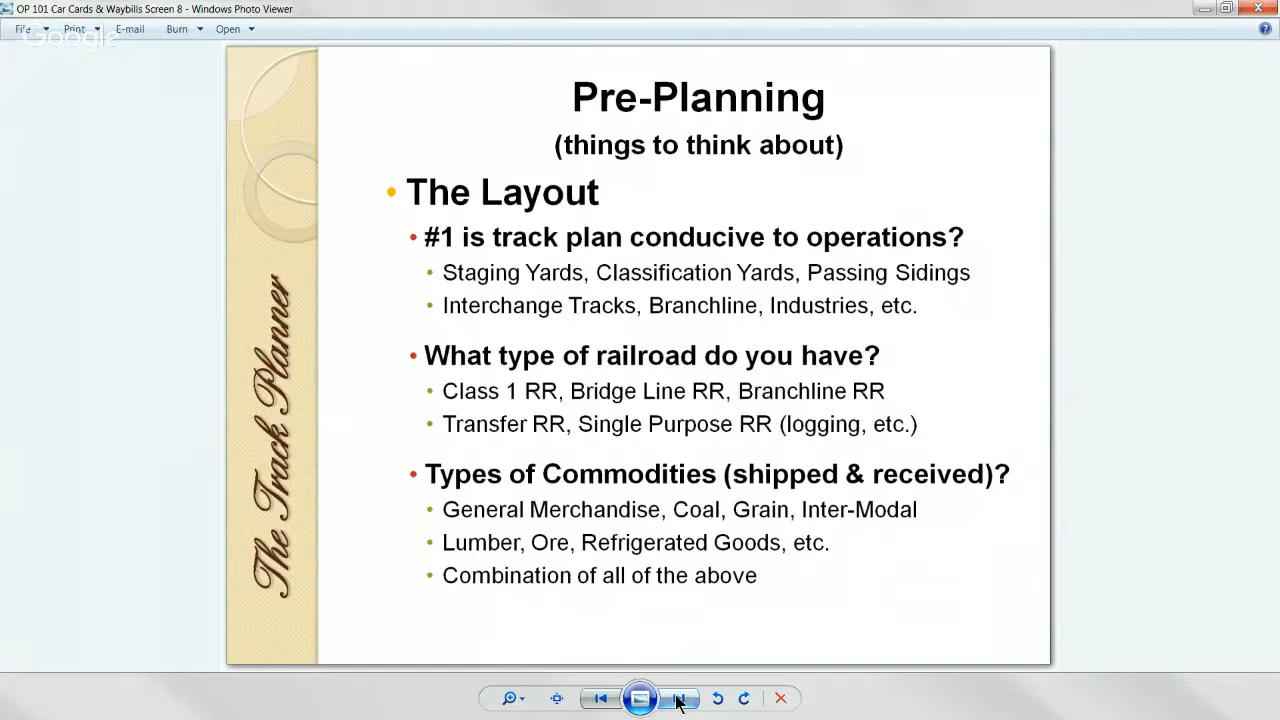 OP 101 Car Cards & Waybills Screen 8 - Windows Photo Viewer
File Print E-mail Burn Open
Google
Pre-Planning
(things to think about)
• The Layout
• #1 is track plan conducive to operations?
• Staging Yards, Classification Yards, Passing Sidings
• Interchange Tracks, Branchline, Industries, etc.
• What type of railroad do you have?
• Class 1 RR, Bridge Line RR, Branchline RR
• Transfer RR, Single Purpose RR (logging, etc.)
• Types of Commodities (shipped & received)?
• General Merchandise, Coal, Grain, Inter-Modal
• Lumber, Ore, Refrigerated Goods, etc.
• Combination of all of the above
The Track Planner